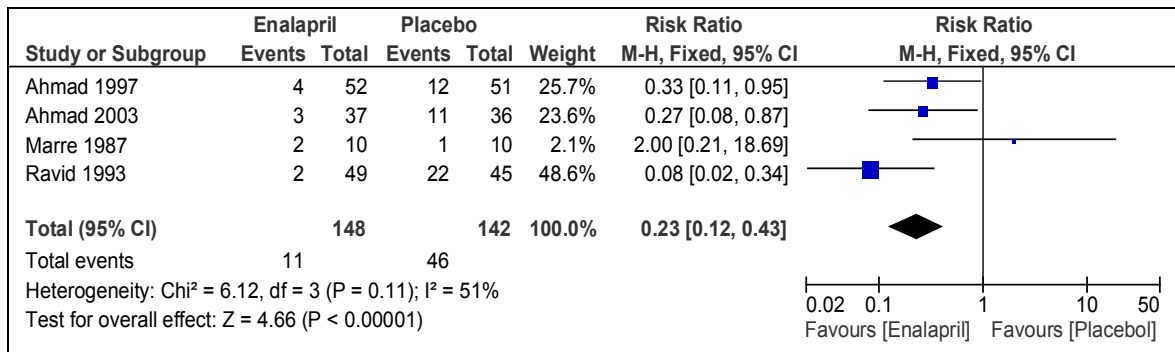 Enalapril Placebo Risk Ratio Risk Ratio
Study or Subgroup Events Total Events Total Weight M-H, Fixed, 95% CI M-H, Fixed, 95% CI
Ahmad 1997 4 52 12 51 25.7% 0.33 [0.11, 0.95]
Ahmad 2003 3 37 11 36 23.6% 0.27 [0.08, 0.87]
Marre 1987 2 10 1 10 2.1% 2.00 [0.21, 18.69]
Ravid 1993 2 49 22 45 48.6% 0.08 [0.02, 0.34]
Total (95% CI) 148 142 100.0% 0.23 [0.12, 0.43]
Total events 11 46
Heterogeneity: Chi² = 6.12, df = 3 (P = 0.11); I² = 51%
Test for overall effect: Z = 4.66 (P < 0.00001)
0.02 0.1 1 10 50
Favours [Enalapril] Favours [Placebol]